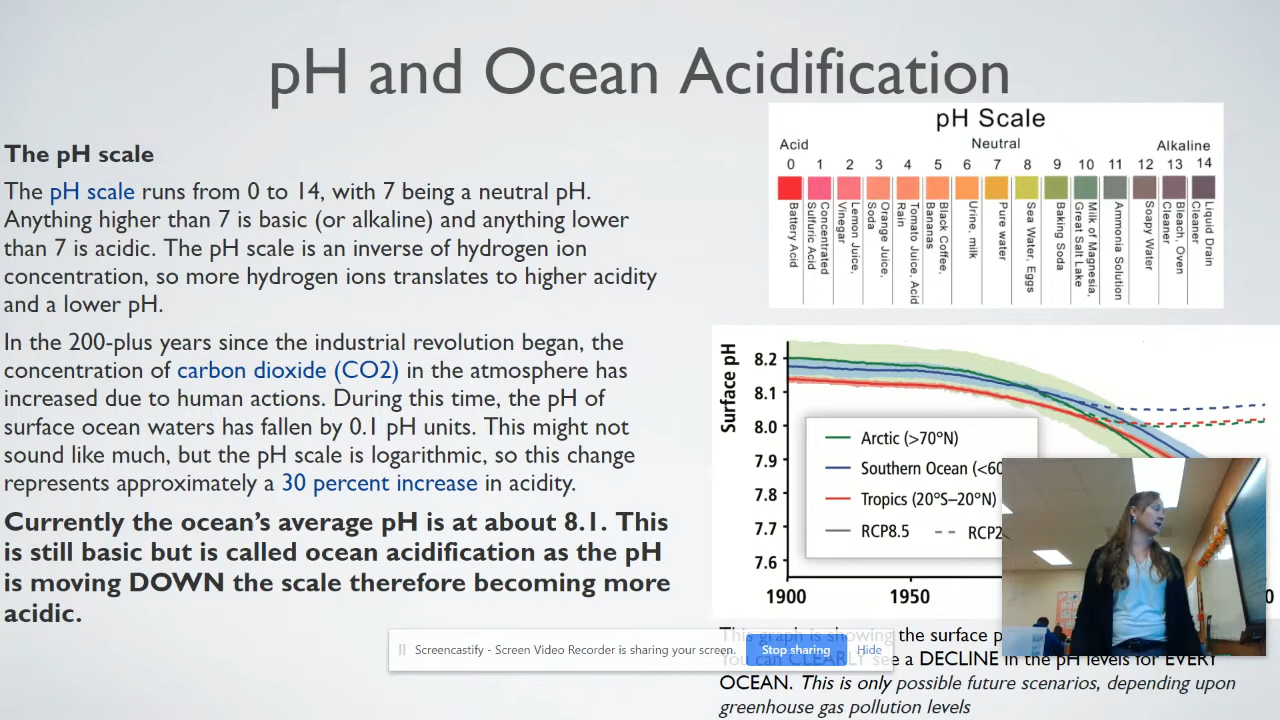 pH and Ocean Acidification
The pH scale
The pH scale runs from 0 to 14, with 7 being a neutral pH.
Anything higher than 7 is basic (or alkaline) and anything lower
than 7 is acidic. The pH scale is an inverse of hydrogen ion
concentration, so more hydrogen ions translates to higher acidity
and a lower pH.
In the 200-plus years since the industrial revolution began, the
concentration of carbon dioxide (CO2) in the atmosphere has
increased due to human actions. During this time, the pH of
surface ocean waters has fallen by 0.1 pH units. This might not
sound like much, but the pH scale is logarithmic, so this change
represents approximately a 30 percent increase in acidity.
Currently the ocean's average pH is at about 8.1. This
is still basic but is called ocean acidification as the pH
is moving DOWN the scale therefore becoming more
acidic.
pH Scale
Acid Neutral Alkaline
0 1 2 3 4 5 6 7 8 9 10 11 12 13 14
Battery Acid
Concentrated
Sulfuric Acid
Lemon Juice,
Vinegar
Orange Juice,
Soda
Tomato Juice, Acid
Rain
Black Coffee,
Bananas
Urine, milk
Pure water
Sea Water, Eggs
Baking Soda
Milk of Magnesia,
Great Salt Lake
Ammonia Solution
Soapy Water
Bleach, Oven
Cleaner
Liquid Drain
Cleaner
Surface pH
8.2
8.1
8.0
7.9
7.8
7.7
7.6
1900 1950
Arctic (>70°N)
Southern Ocean (<60
Tropics (20°S–20°N)
RCP8.5 RCP2
This graph is showing the surface p
You can CLEARLY see a DECLINE in the pH levels for EVERY
OCEAN. This is only possible future scenarios, depending upon
greenhouse gas pollution levels
Screencastify - Screen Video Recorder is sharing your screen. Stop sharing Hide